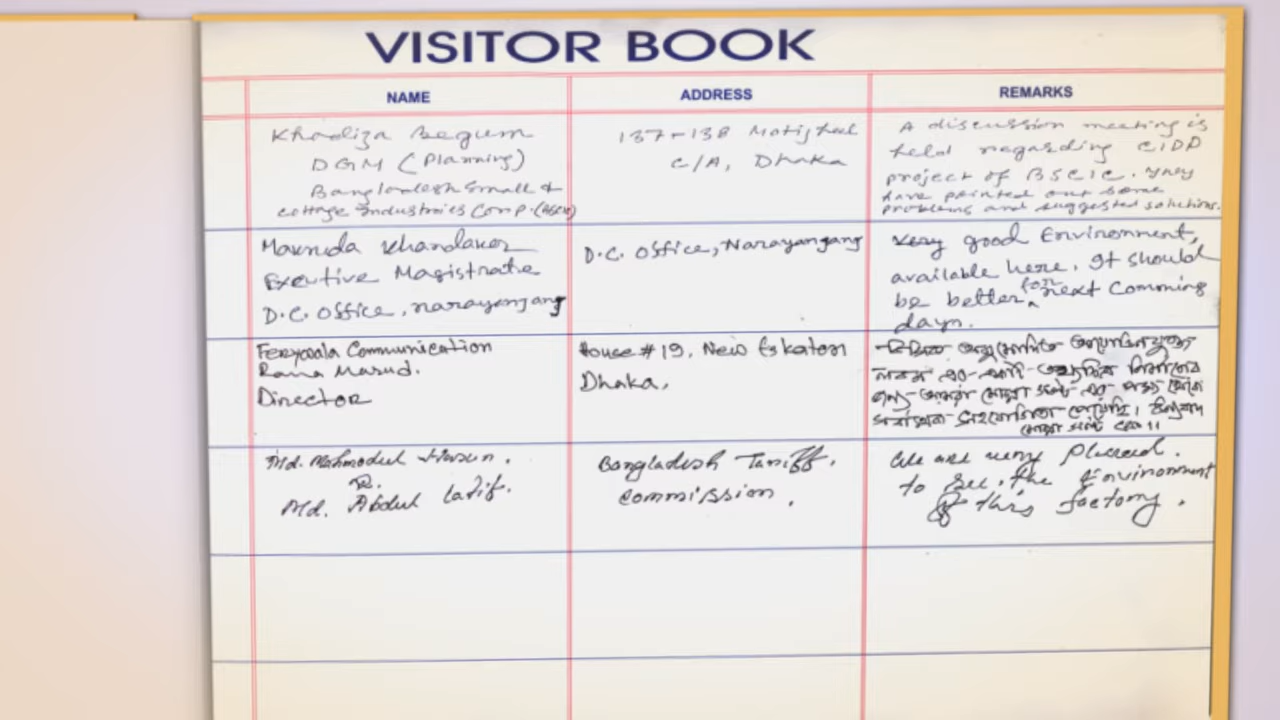 VISITOR BOOK
NAME
ADDRESS
REMARKS
Khadiza Begum
DGM (Planning)
Bangladesh Small &
cottage Industries Corp. (BSCIC)
137-138 Motijheel
C/A, Dhaka
A discussion meeting is
held regarding CIDD
project of BSCIC. They
have pointed out some
problems and suggested solutions.
Khandaker
Executive Magistrate
D.C. Office, narayanganj
D.C. Office, Narayanganj
Very good Environment,
available here. It should
be better for next Comming
days.
Ferywala Communication
Rana Masud.
Director
House # 19, New Eskaton
Dhaka.
Md. Mahmodul Hasan.
&
Md. Abdul Latif.
Bangladesh Tariff.
Commission.
We are very pleased.
to see. the Environment
of this factory.